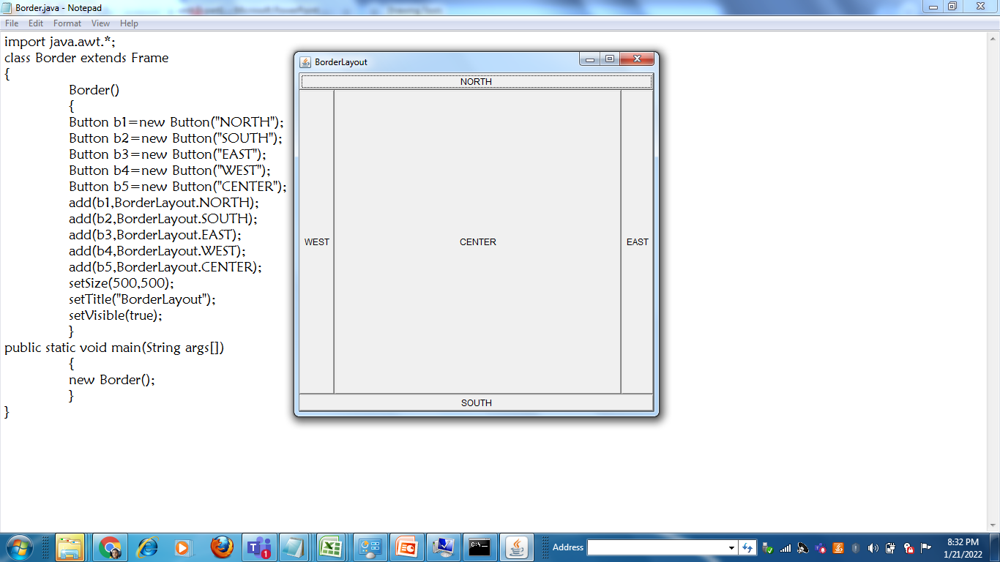 Border.java - Notepad
File Edit Format View Help
import java.awt.*;
class Border extends Frame
{
Border()
{
Button b1=new Button("NORTH");
Button b2=new Button("SOUTH");
Button b3=new Button("EAST");
Button b4=new Button("WEST");
Button b5=new Button("CENTER");
add(b1,BorderLayout.NORTH);
add(b2,BorderLayout.SOUTH);
add(b3,BorderLayout.EAST);
add(b4,BorderLayout.WEST);
add(b5,BorderLayout.CENTER);
setSize(500,500);
setTitle("BorderLayout");
setVisible(true);
}
public static void main(String args[])
{
new Border();
}
}
BorderLayout
NORTH
WEST CENTER EAST
SOUTH
Address
8:32 PM
1/21/2022